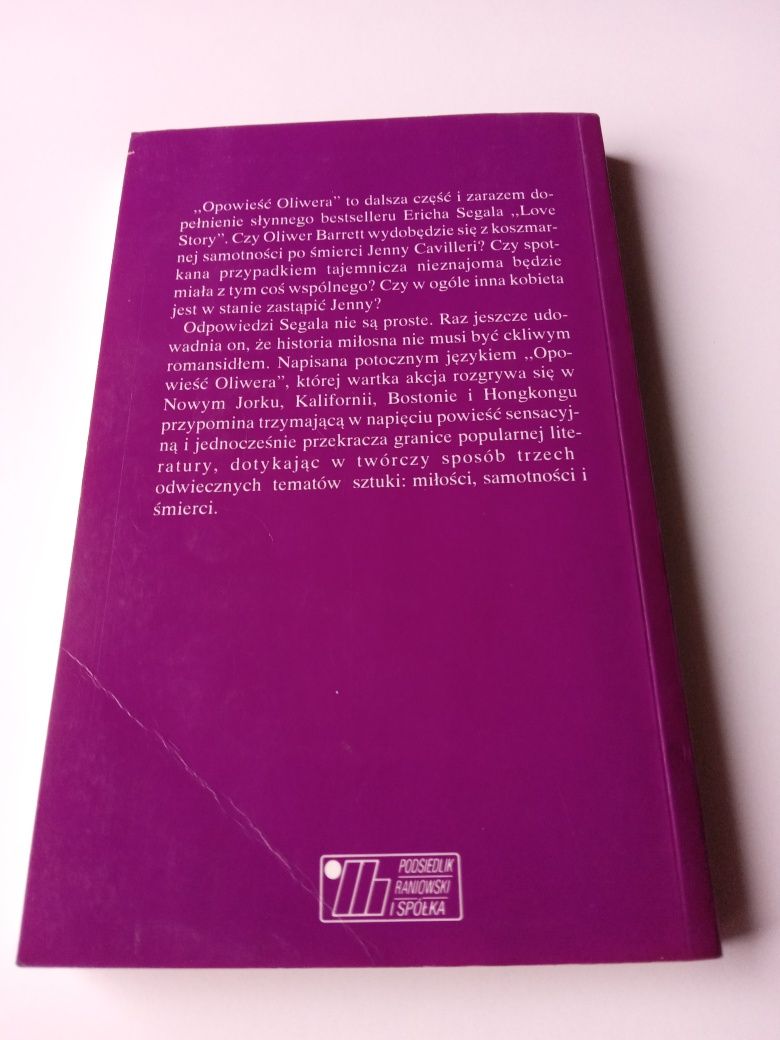 ,,Opowieść Oliwera” to dalsza część i zarazem do-
pełnienie słynnego bestselleru Ericha Segala ,,Love
Story”. Czy Oliwer Barrett wydobędzie się z koszmar-
nej samotności po śmierci Jenny Cavilleri? Czy spot-
kana przypadkiem tajemnicza nieznajoma będzie
miała z tym coś wspólnego? Czy w ogóle inna kobieta
jest w stanie zastąpić Jenny?
Odpowiedzi Segala nie są proste. Raz jeszcze udo-
wadnia on, że historia miłosna nie musi być ckliwym
romansidłem. Napisana potocznym językiem ,,Opo-
wieść Oliwera”, której wartka akcja rozgrywa się w
Nowym Jorku, Kalifornii, Bostonie i Hongkongu
przypomina trzymającą w napięciu powieść sensacyj-
ną i jednocześnie przekracza granice popularnej lite-
ratury, dotykając w twórczy sposób trzech
odwiecznych tematów sztuki: miłości, samotności i
śmierci.
PODSIEDLIK
RANIOWSKI
I SPÓŁKA